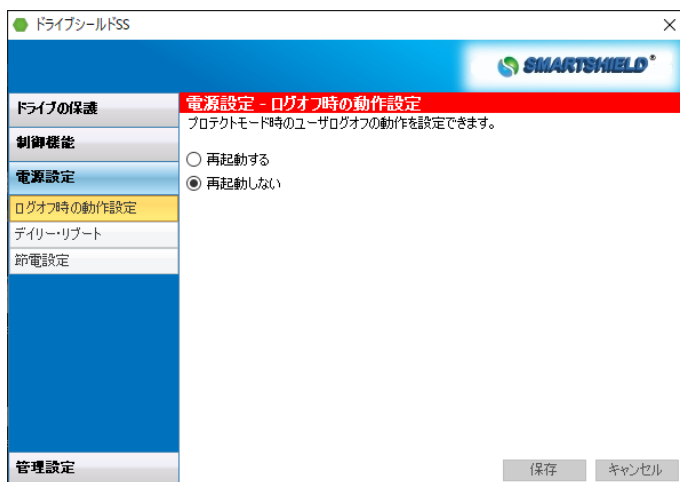 ドライブシールドSS
SMARTSHIELD®
ドライブの保護
制御機能
電源設定
ログオフ時の動作設定
デイリー・リブート
節電設定
管理設定
電源設定 - ログオフ時の動作設定
プロテクトモード時のユーザログオフの動作を設定できます。
再起動する
再起動しない
保存
キャンセル